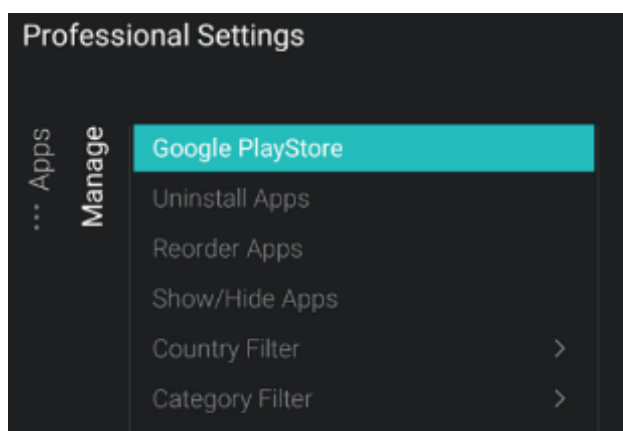 Professional Settings
... Apps
Manage
Google PlayStore
Uninstall Apps
Reorder Apps
Show/Hide Apps
Country Filter >
Category Filter >